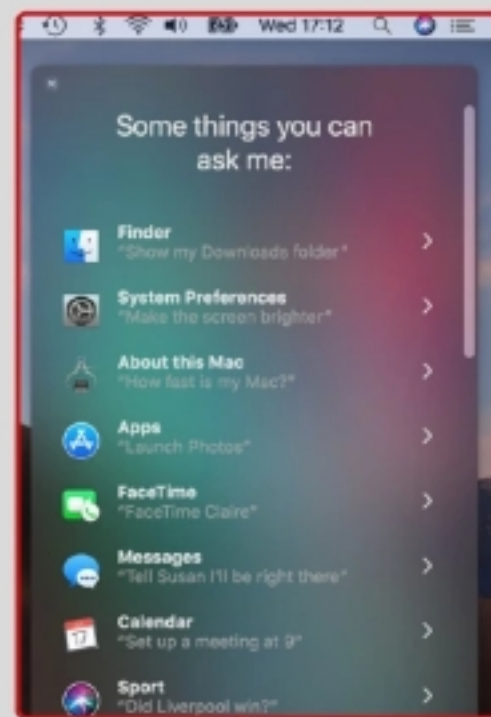 Wed 17:12
Some things you can
ask me:
Finder
"Show my Downloads folder"
System Preferences
"Make the screen brighter"
About this Mac
"How fast is my Mac?"
Apps
"Launch Photos"
FaceTime
"FaceTime Claire"
Messages
"Tell Susan I'll be right there"
Calendar
"Set up a meeting at 9"
17
Sport
"Did Liverpool win?"